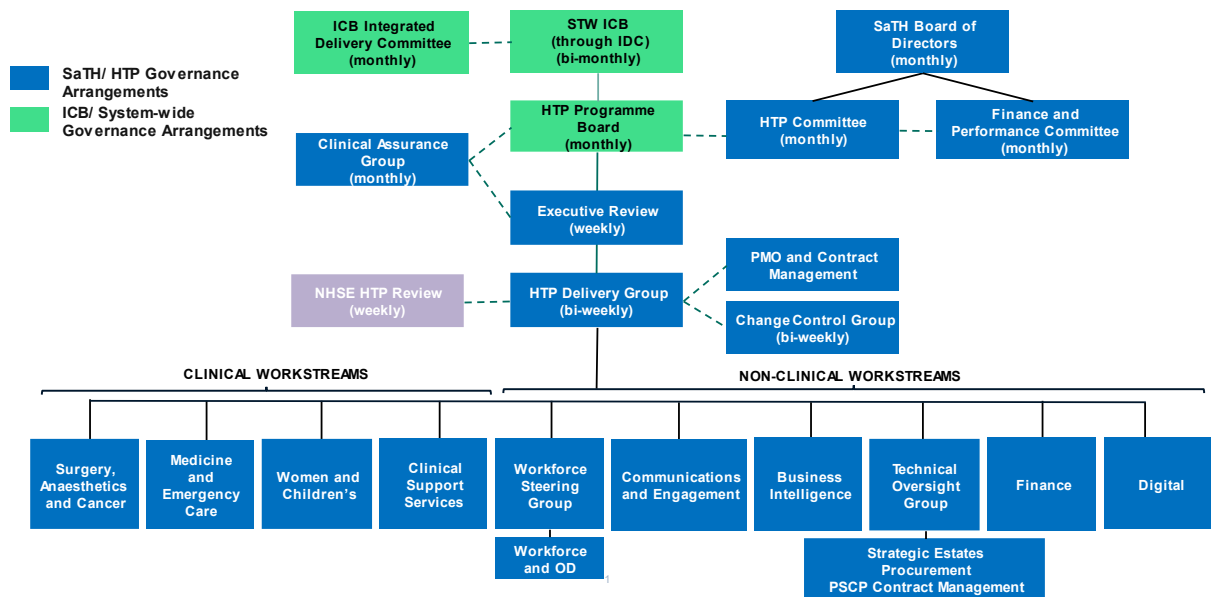 SaTH/ HTP Governance
Arrangements
ICB/ System-wide
Governance Arrangements
ICB Integrated
Delivery Committee
(monthly)
STW ICB
(through IDC)
(bi-monthly)
SaTH Board of
Directors
(monthly)
HTP Programme
Board
(monthly)
HTP Committee
(monthly)
Finance and
Performance Committee
(monthly)
Clinical Assurance
Group
(monthly)
Executive Review
(weekly)
PMO and Contract
Management
NHSE HTP Review
(weekly)
HTP Delivery Group
(bi-weekly)
Change Control Group
(bi-weekly)
CLINICAL WORKSTREAMS
NON-CLINICAL WORKSTREAMS
Surgery,
Anaesthetics
and Cancer
Medicine
and
Emergency
Care
Women and
Children's
Clinical
Support
Services
Workforce
Steering
Group
Communications
and Engagement
Business
Intelligence
Technical
Oversight
Group
Finance
Digital
Workforce
and OD
Strategic Estates
Procurement
PSCP Contract Management
1